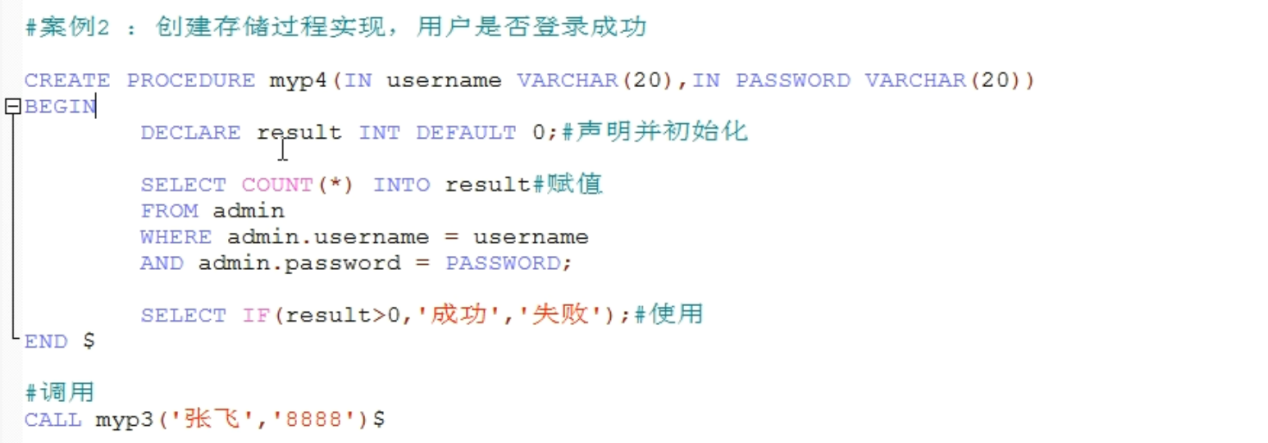 #案例2 ：创建存储过程实现，用户是否登录成功
CREATE PROCEDURE myp4(IN username VARCHAR(20),IN PASSWORD VARCHAR(20))
BEGIN
DECLARE result INT DEFAULT 0;#声明并初始化
SELECT COUNT(*) INTO result#赋值
FROM admin
WHERE admin.username = username
AND admin.password = PASSWORD;
SELECT IF(result>0,'成功','失败');#使用
END $
#调用
CALL myp3('张飞','8888')$